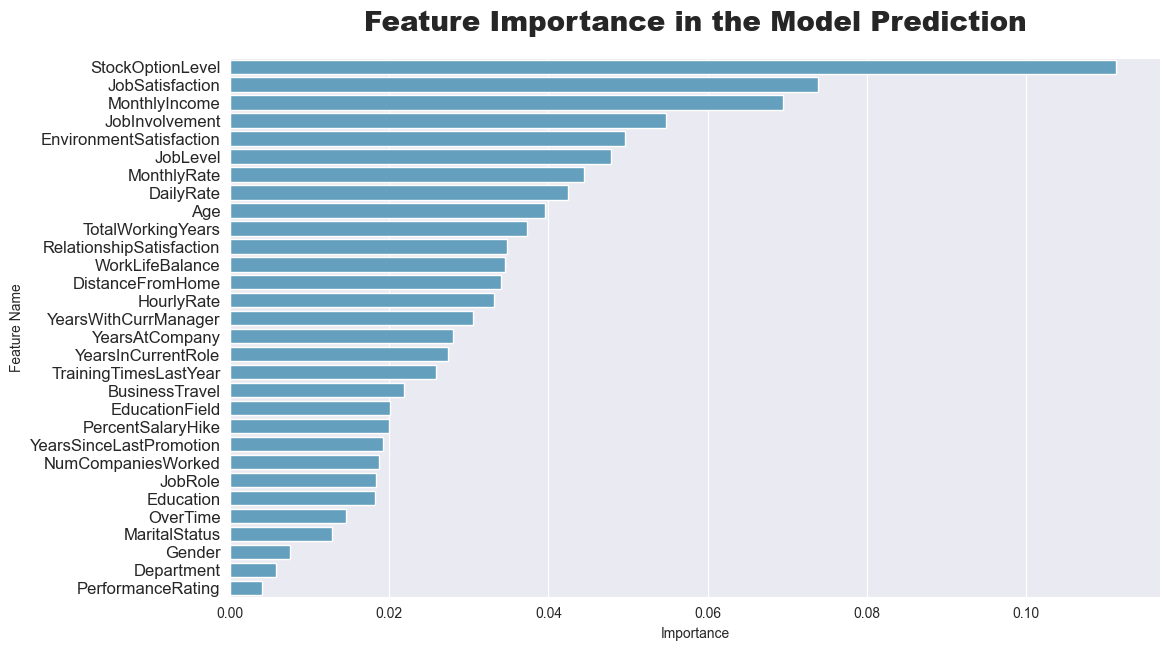 Feature Importance in the Model Prediction
StockOptionLevel
JobSatisfaction
MonthlyIncome
JobInvolvement
EnvironmentSatisfaction
JobLevel
MonthlyRate
DailyRate
Age
TotalWorkingYears
RelationshipSatisfaction
WorkLifeBalance
DistanceFromHome
HourlyRate
YearsWithCurrManager
YearsAtCompany
YearsInCurrentRole
TrainingTimesLastYear
BusinessTravel
EducationField
PercentSalaryHike
YearsSinceLastPromotion
NumCompaniesWorked
JobRole
Education
OverTime
MaritalStatus
Gender
Department
PerformanceRating
Feature Name
0.00 0.02 0.04 0.06 0.08 0.10
Importance